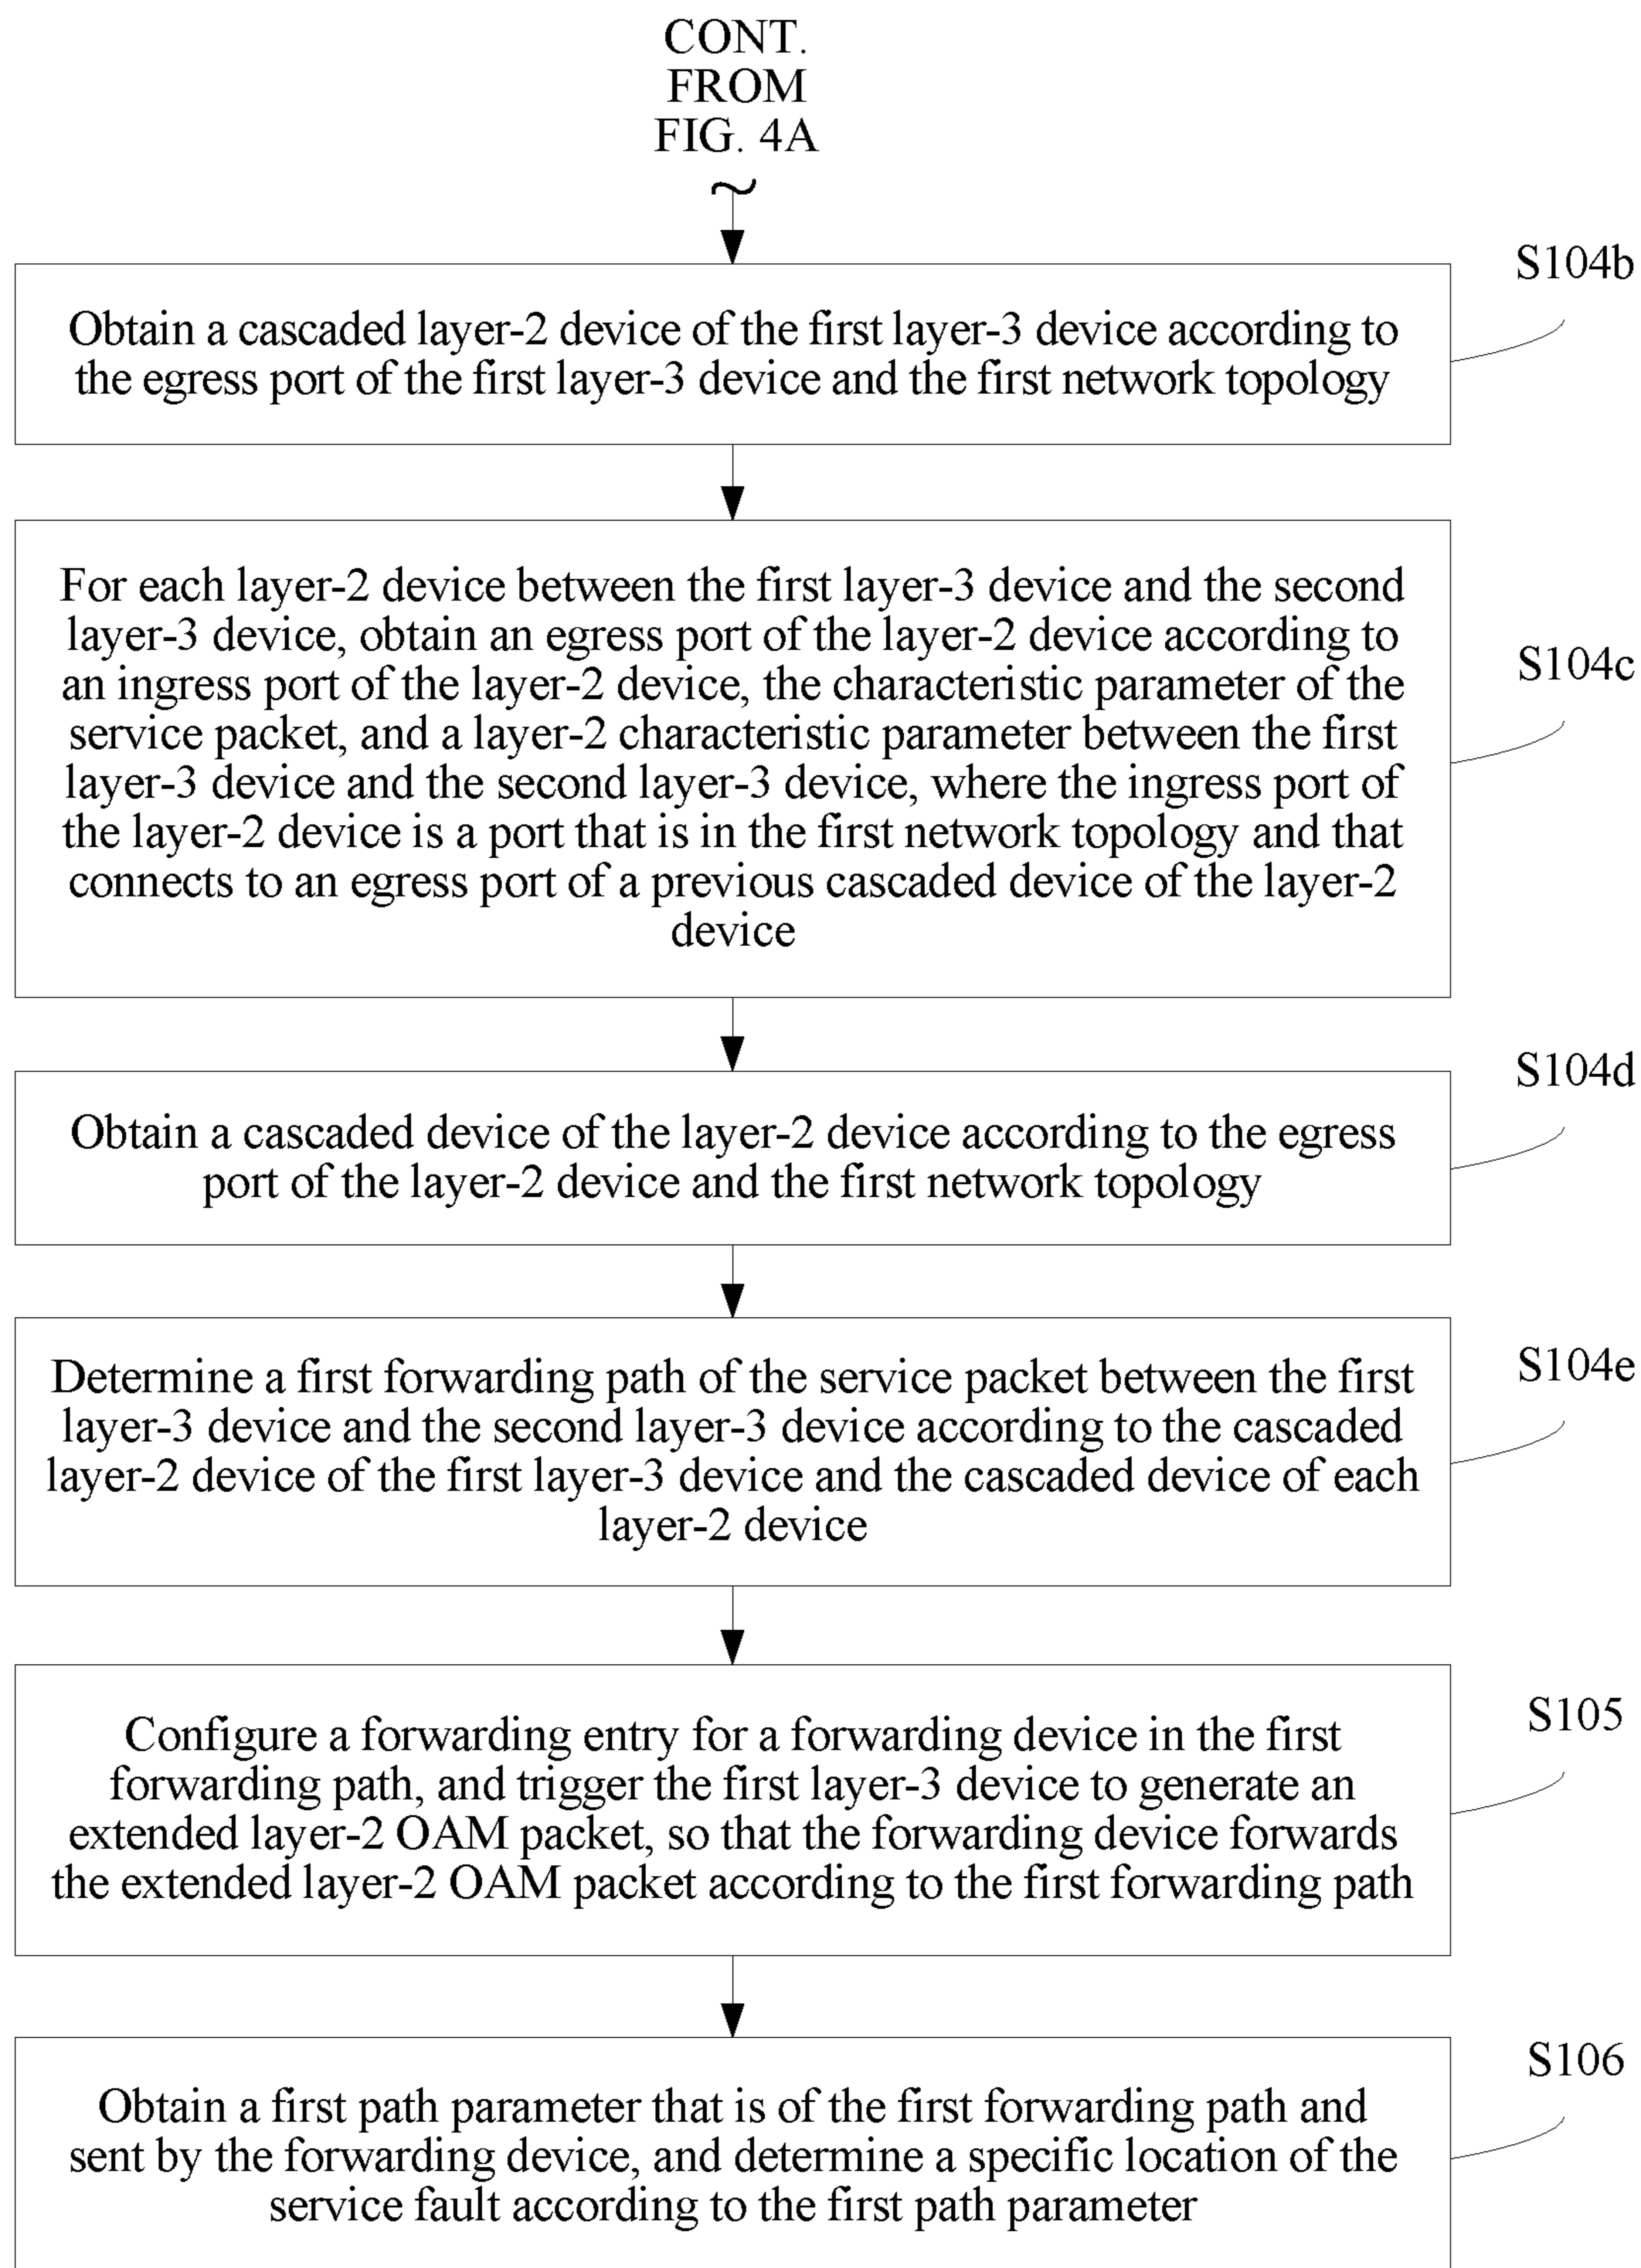 CONT.
FROM
FIG. 4A
S104b
Obtain a cascaded layer-2 device of the first layer-3 device according to
the egress port of the first layer-3 device and the first network topology
S104c
For each layer-2 device between the first layer-3 device and the second
layer-3 device, obtain an egress port of the layer-2 device according to
an ingress port of the layer-2 device, the characteristic parameter of the
service packet, and a layer-2 characteristic parameter between the first
layer-3 device and the second layer-3 device, where the ingress port of
the layer-2 device is a port that is in the first network topology and that
connects to an egress port of a previous cascaded device of the layer-2
device
S104d
Obtain a cascaded device of the layer-2 device according to the egress
port of the layer-2 device and the first network topology
S104e
Determine a first forwarding path of the service packet between the first
layer-3 device and the second layer-3 device according to the cascaded
layer-2 device of the first layer-3 device and the cascaded device of each
layer-2 device
S105
Configure a forwarding entry for a forwarding device in the first
forwarding path, and trigger the first layer-3 device to generate an
extended layer-2 OAM packet, so that the forwarding device forwards
the extended layer-2 OAM packet according to the first forwarding path
S106
Obtain a first path parameter that is of the first forwarding path and
sent by the forwarding device, and determine a specific location of the
service fault according to the first path parameter